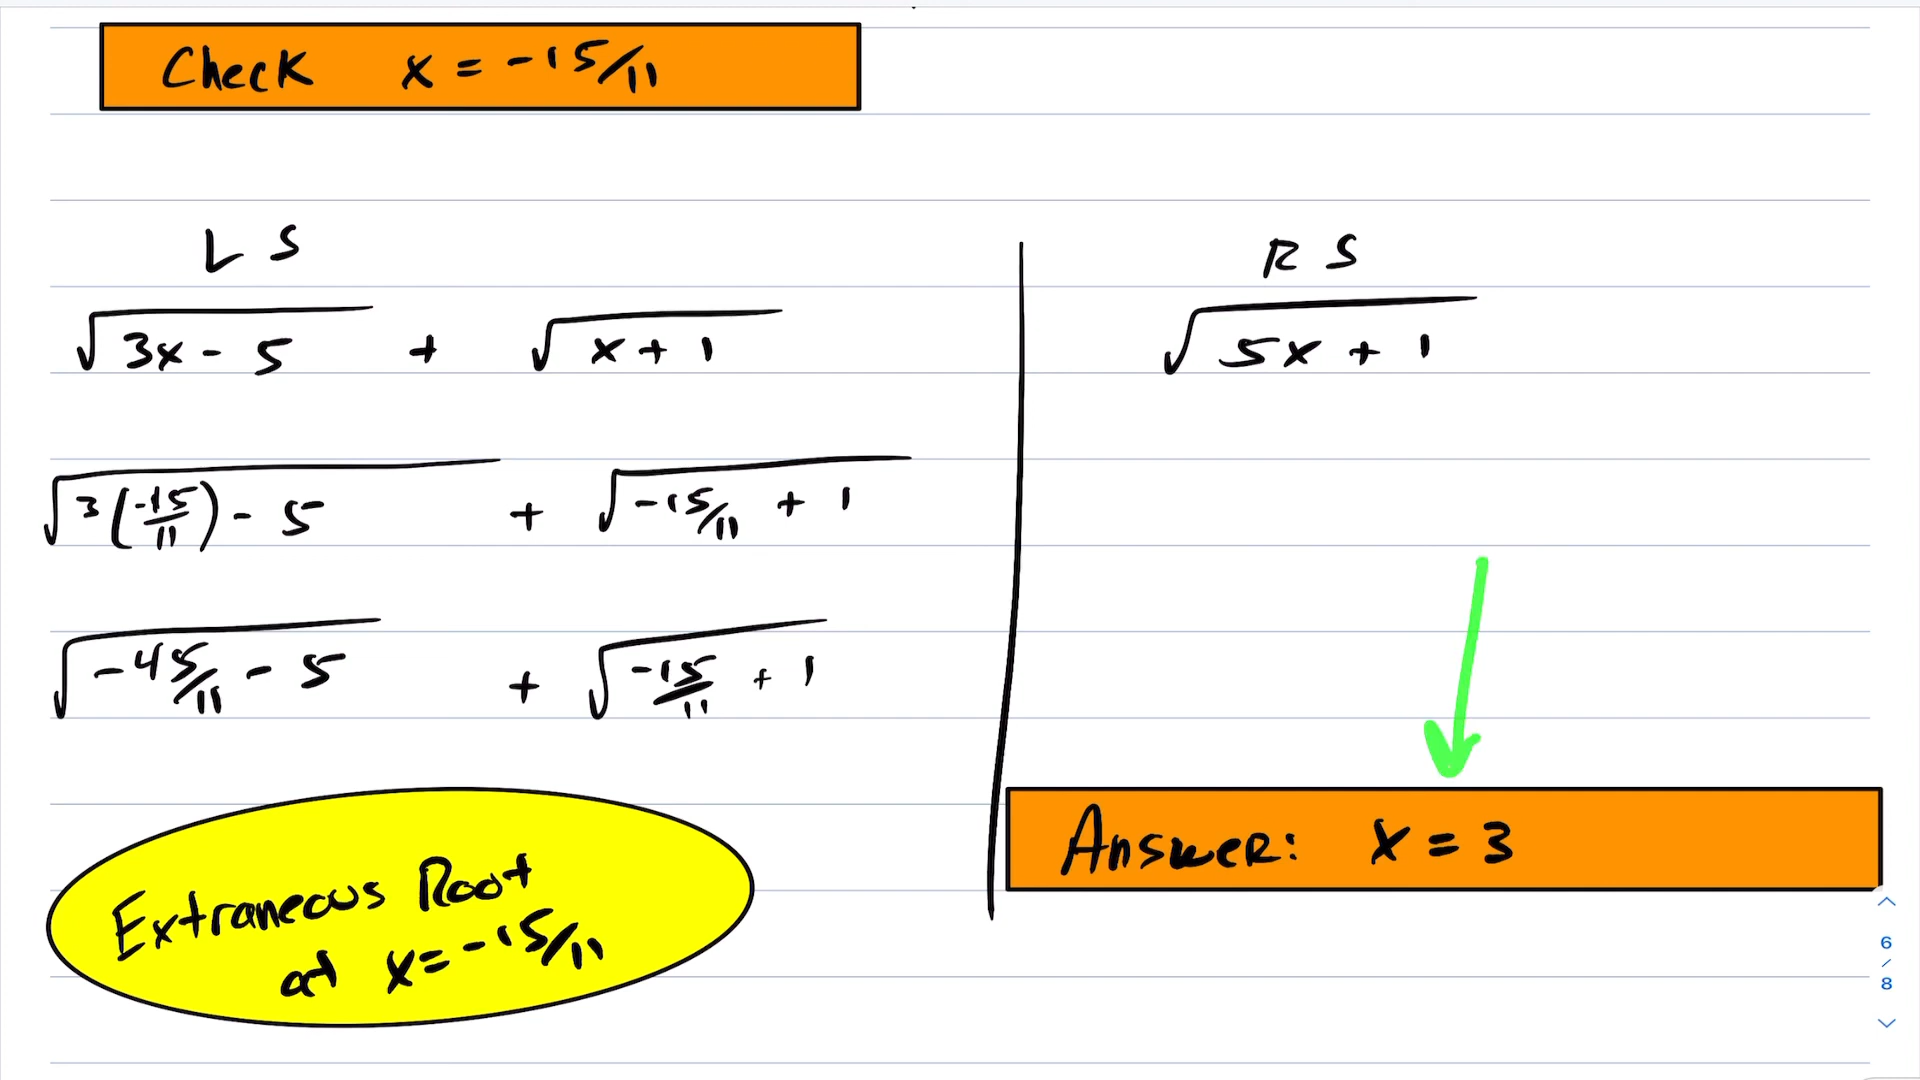 Check x = -15/11
LS
√(3x - 5) + √(x + 1)
√(3(-15/11) - 5) + √(-15/11 + 1)
√(-45/11 - 5) + √(-15/11 + 1)
Extraneous Root
at x = -15/11
RS
√(5x + 1)
Answer: x = 3
6
/
8